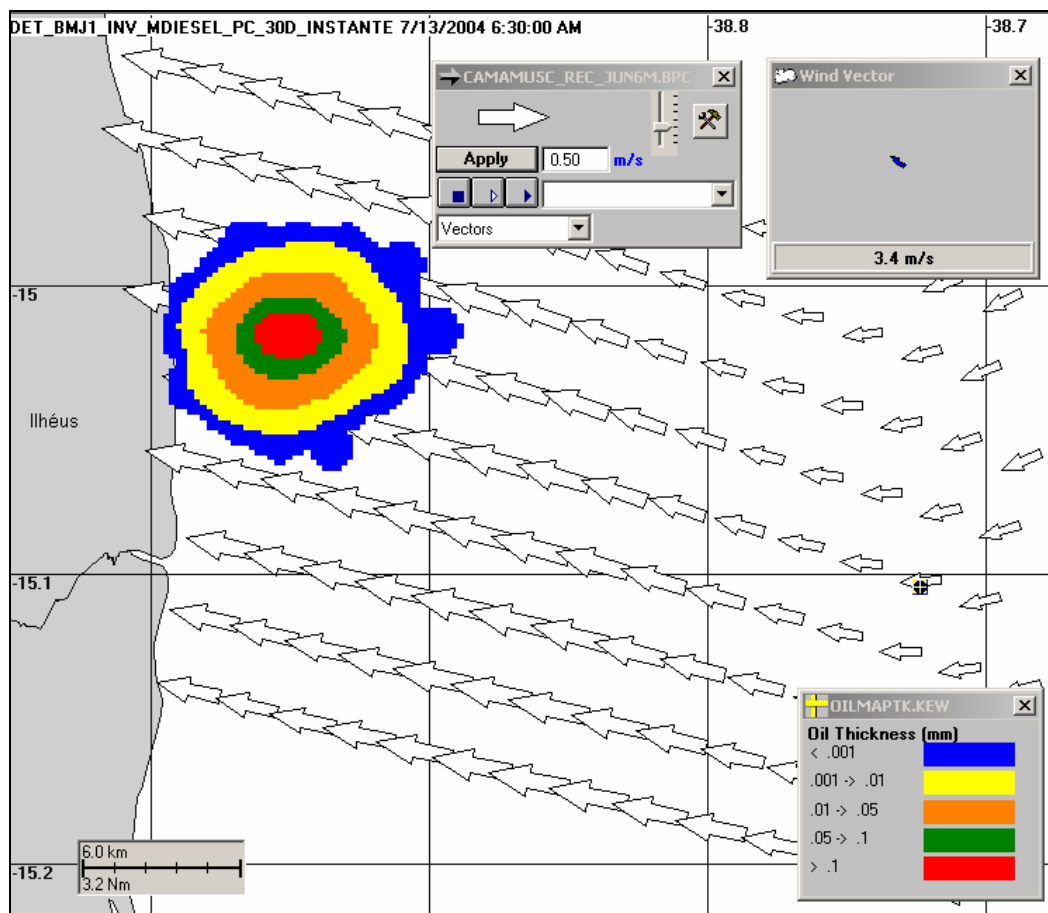 DET_BMJ1_INV_MDIESEL_PC_30D_INSTANTE 7/13/2004 6:30:00 AM
-38.8
-38.7
CAMAMU5C_REC_JUN6M.BPC
Apply
0.50
m/s
Vectors
Wind Vector
3.4 m/s
-15
Ilhéus
-15.1
-15.2
6.0 km
3.2 Nm
OILMAPTK.KEW
Oil Thickness (mm)
< .001
.001 -> .01
.01 -> .05
.05 -> .1
> .1